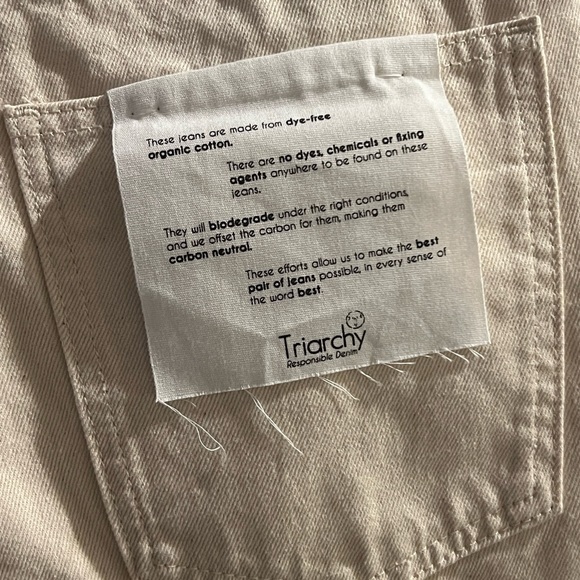 These jeans are made from dye-free
organic cotton.
There are no dyes, chemicals or fixing
agents anywhere to be found on these
jeans.
They will biodegrade under the right conditions,
and we offset the carbon for them, making them
carbon neutral.
These efforts allow us to make the best
pair of jeans possible, in every sense of
the word best.
Triarchy
Responsible Denim